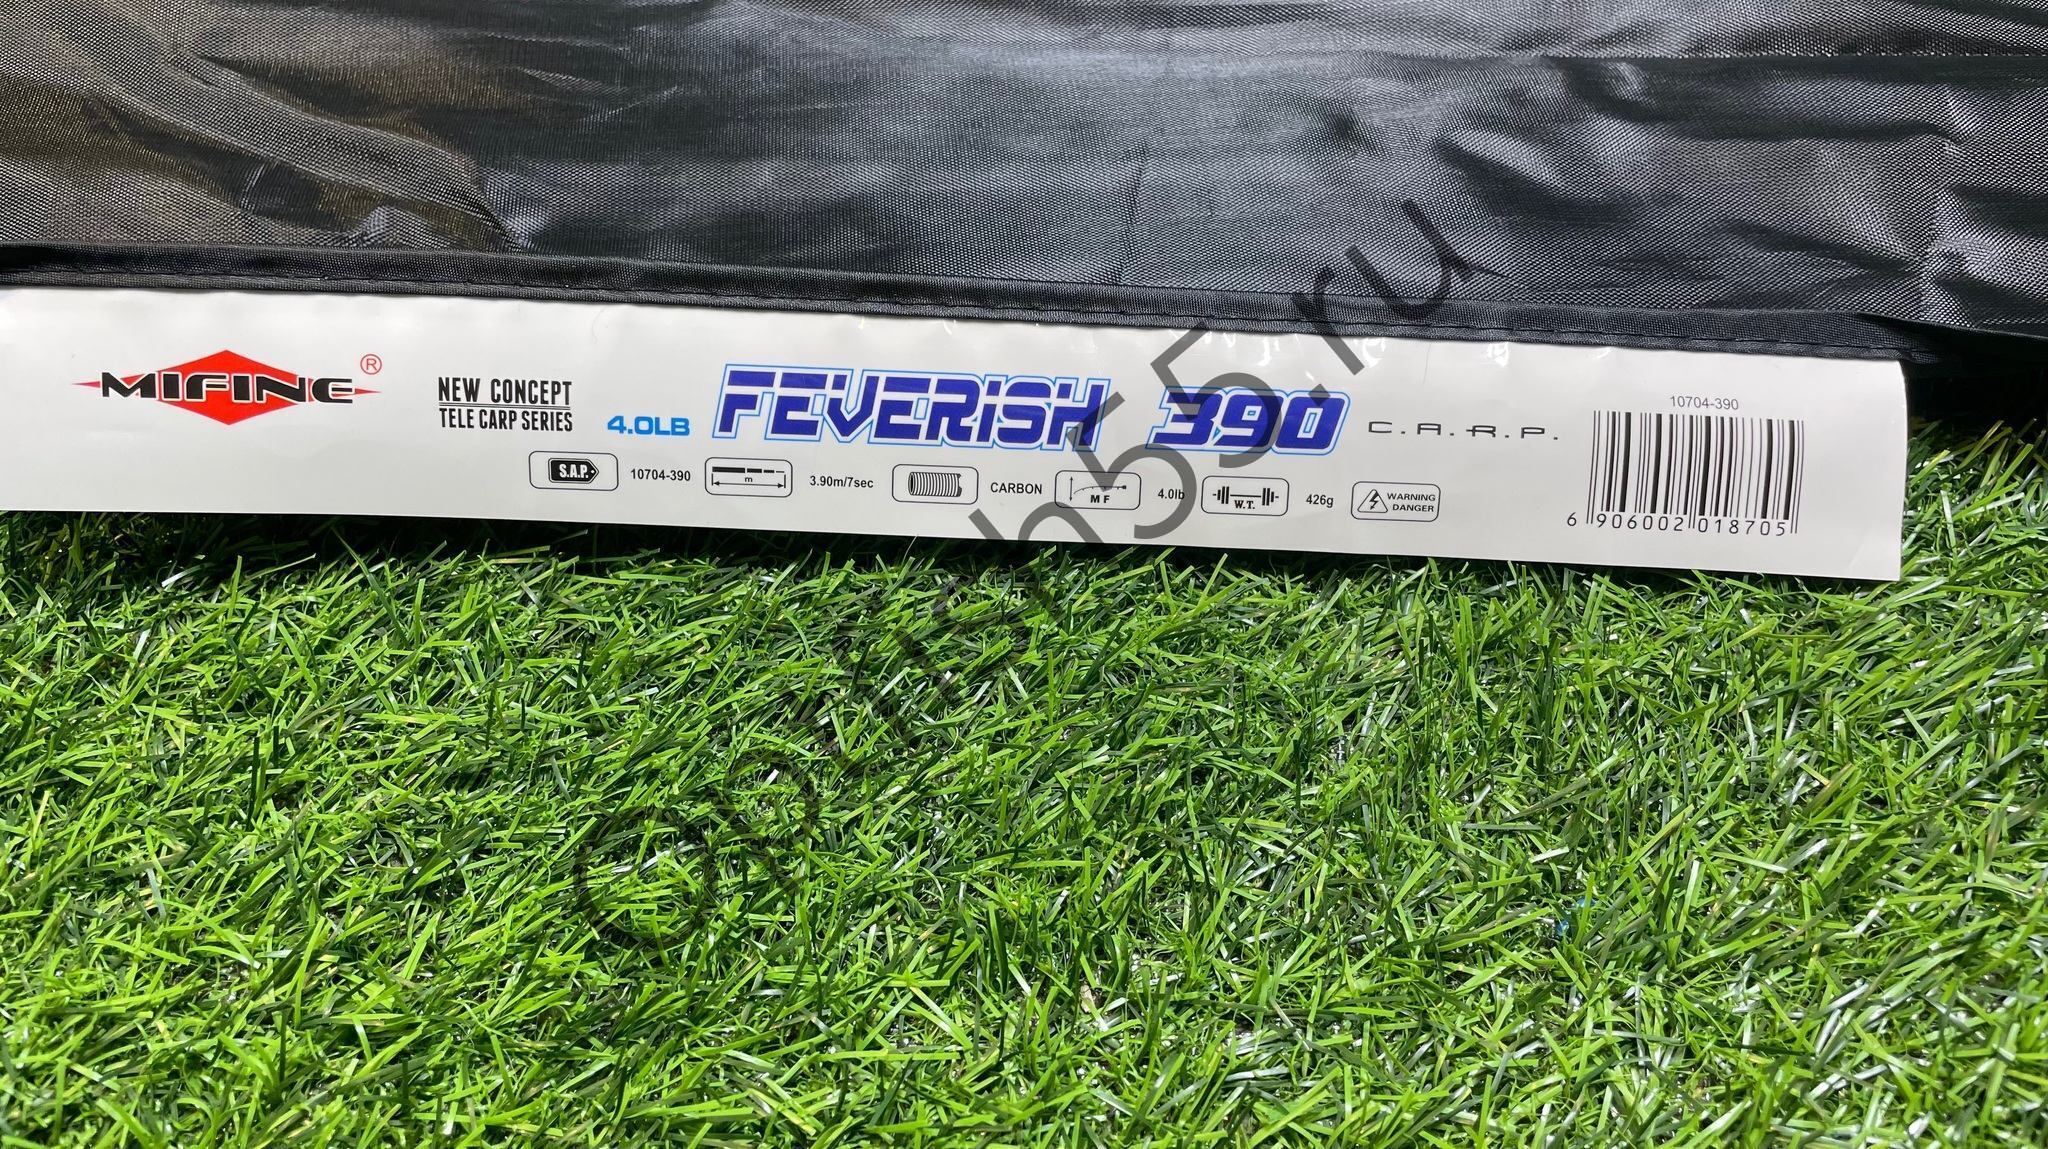 MIFINE®
NEW CONCEPT
TELE CARP SERIES
4.0LB
FEVERISH 390
C.A.R.P.
S.A.P.
10704-390
m
3.90m/7sec
CARBON
MF
4.0lb
W.T.
426g
WARNING
DANGER
10704-390
6 906002 018705